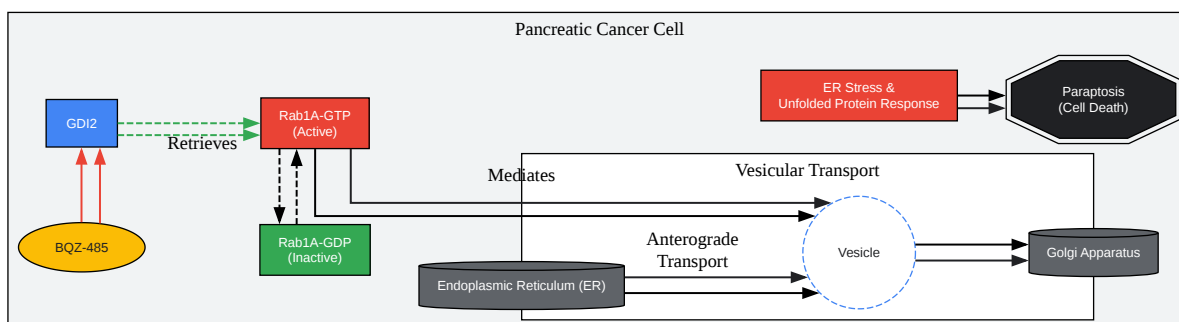 Pancreatic Cancer Cell
ER Stress &
Unfolded Protein Response
Paraptosis
(Cell Death)
GDI2
Retrieves
Rab1A-GTP
(Active)
Mediates
Vesicular Transport
BQZ-485
Rab1A-GDP
(Inactive)
Anterograde
Transport
Vesicle
Golgi Apparatus
Endoplasmic Reticulum (ER)